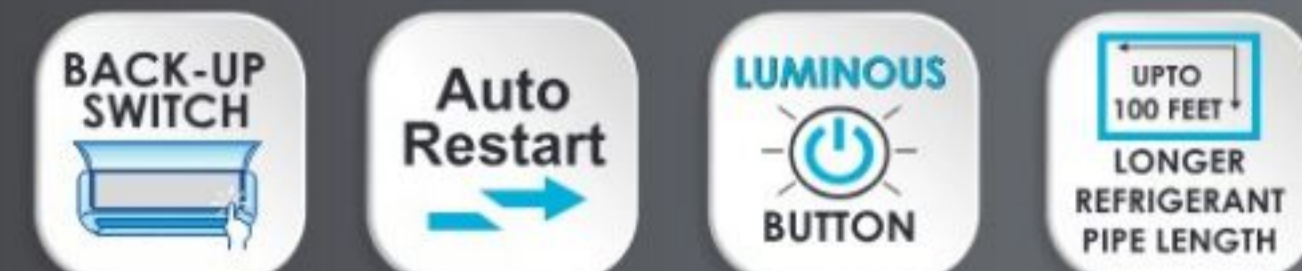 BACK-UP
SWITCH
Auto
Restart
LUMINOUS
BUTTON
UPTO
100 FEET
LONGER
REFRIGERANT
PIPE LENGTH